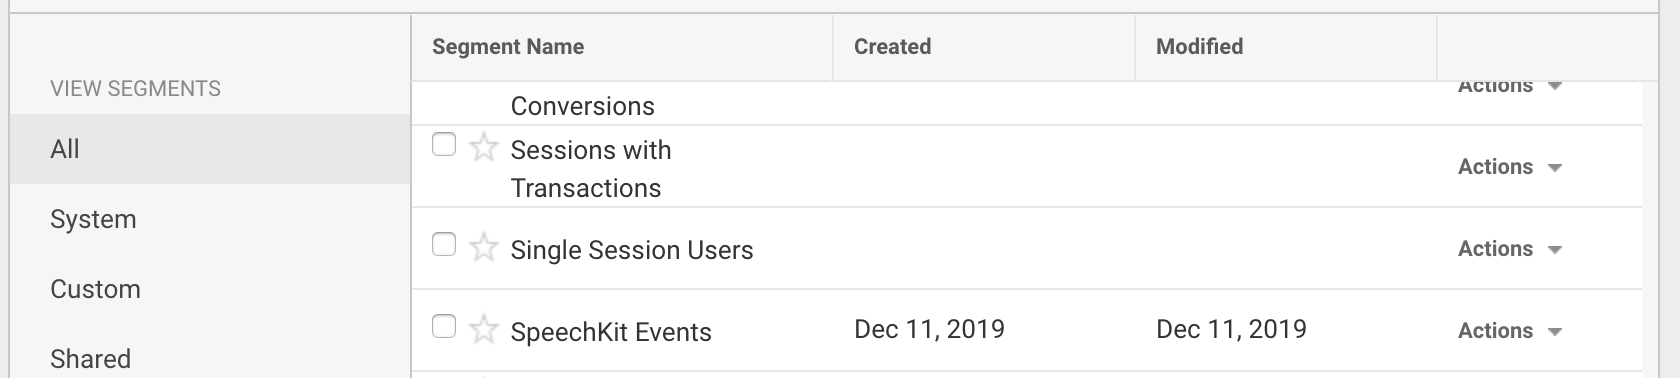 Segment Name Created Modified
VIEW SEGMENTS
Actions
Conversions
All
Sessions with
Transactions
Actions
System
Single Session Users Actions
Custom
SpeechKit Events Dec 11, 2019 Dec 11, 2019 Actions
Shared